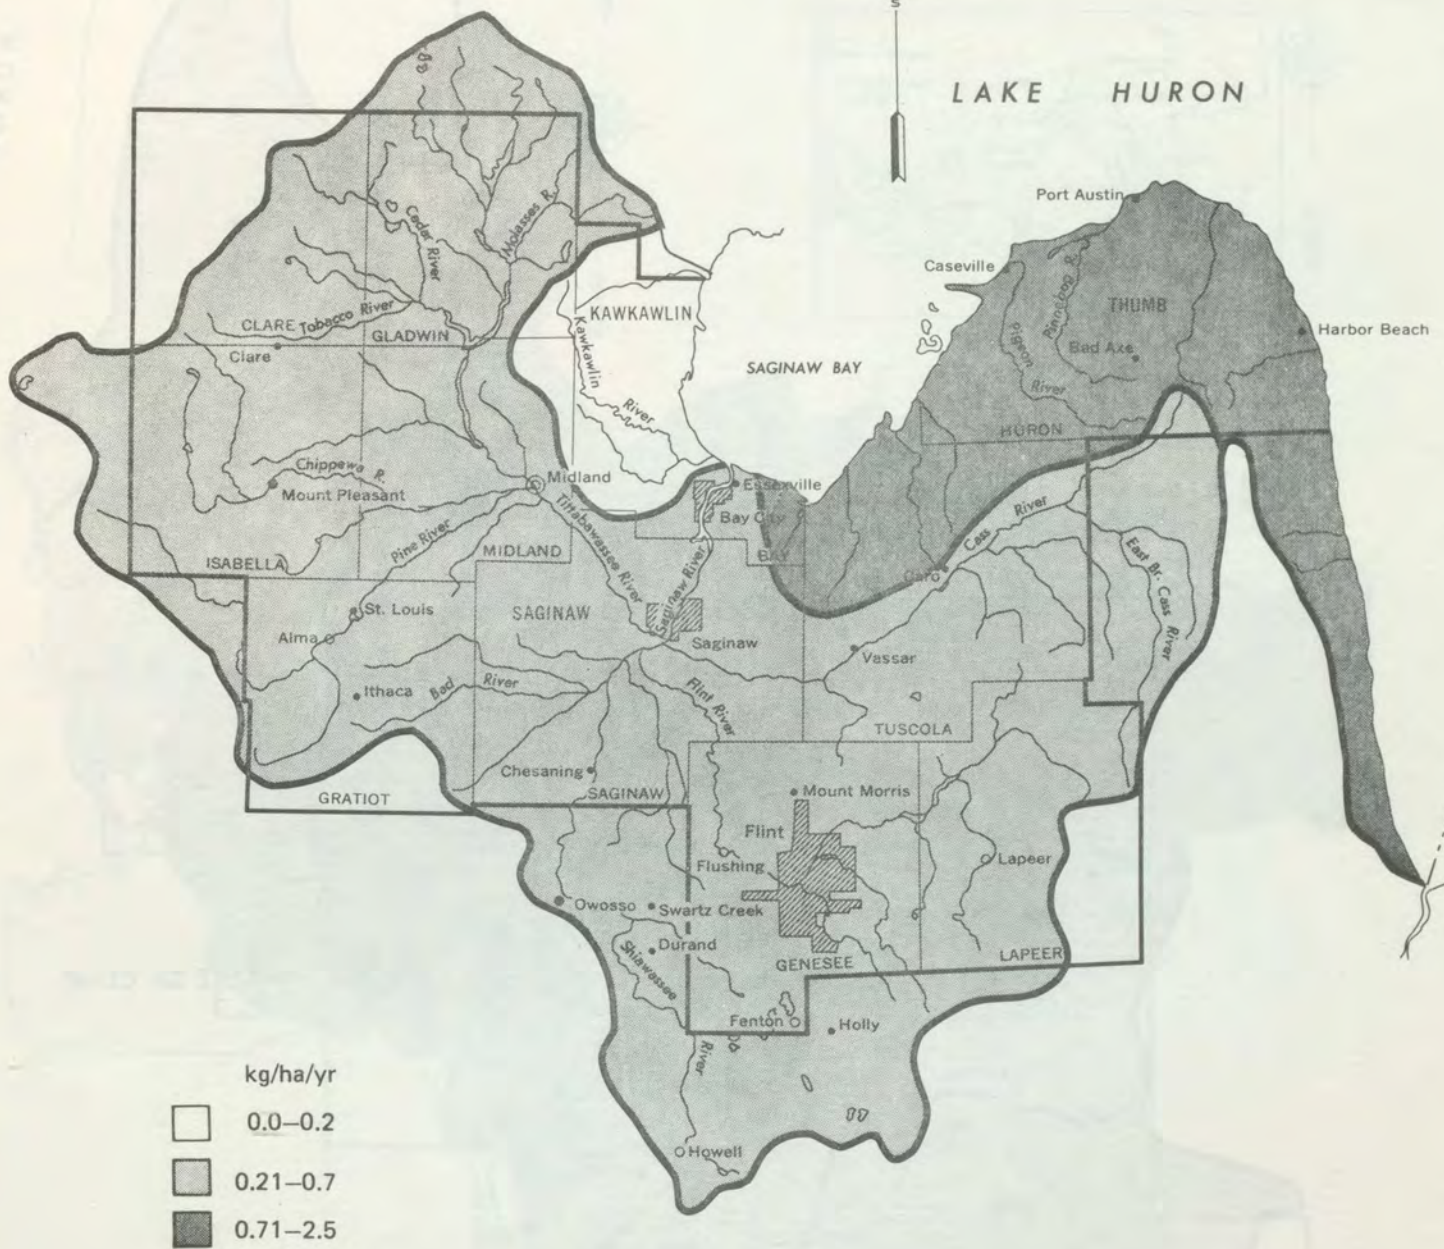 S
LAKE HURON
Port Austin
Caseville
Pinnebog R.
THUMB
Harbor Beach
Pigeon
River
Bad Axe
HURON
Cedar
River
Molasses R.
KAWKAWLIN
Kawkawlin
River
SAGINAW BAY
CLARE
Tobacco River
GLADWIN
Clare
Chippewa R.
Mount Pleasant
Midland
Essexville
Bay City
BAY
Cass River
East Br. Cass
River
Caro
Pine River
MIDLAND
Tittabawassee River
Saginaw River
ISABELLA
St. Louis
SAGINAW
Alma
Saginaw
Vassar
Ithaca
Bad River
Flint River
TUSCOLA
Chesaning
SAGINAW
Mount Morris
GRATIOT
Flint
Flushing
Lapeer
Owosso
Swartz Creek
Durand
Shiawassee
River
GENESEE
LAPEER
Fenton
Holly
Howell
kg/ha/yr
0.0–0.2
0.21–0.7
0.71–2.5